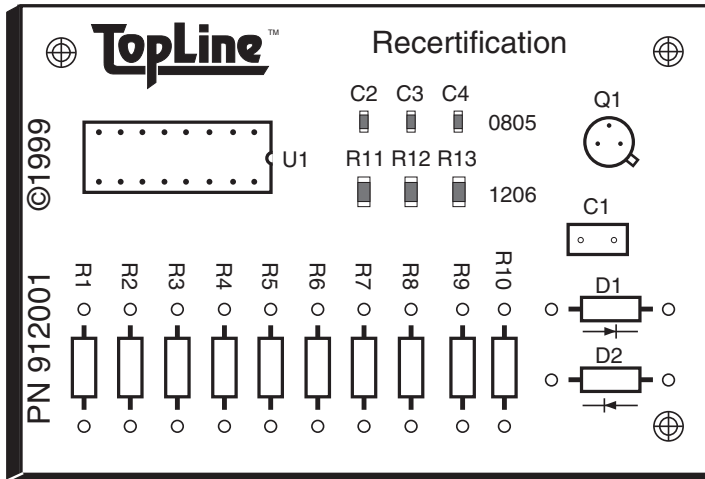 TopLine™
Recertification
C2 C3 C4
0805
Q1
©1999
U1
R11 R12 R13
1206
C1
PN 912001
R1 R2 R3 R4 R5 R6 R7 R8 R9 R10
D1
D2